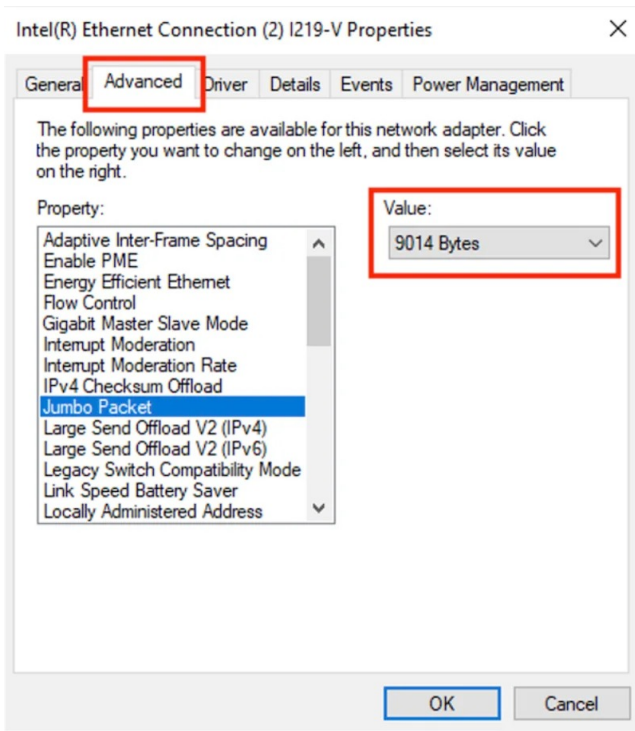 Intel(R) Ethernet Connection (2) I219-V Properties
General Advanced Driver Details Events Power Management
The following properties are available for this network adapter. Click
the property you want to change on the left, and then select its value
on the right.
Property:
Value:
9014 Bytes
Adaptive Inter-Frame Spacing
Enable PME
Energy Efficient Ethernet
Flow Control
Gigabit Master Slave Mode
Interrupt Moderation
Interrupt Moderation Rate
IPv4 Checksum Offload
Jumbo Packet
Large Send Offload V2 (IPv4)
Large Send Offload V2 (IPv6)
Legacy Switch Compatibility Mode
Link Speed Battery Saver
Locally Administered Address
OK Cancel